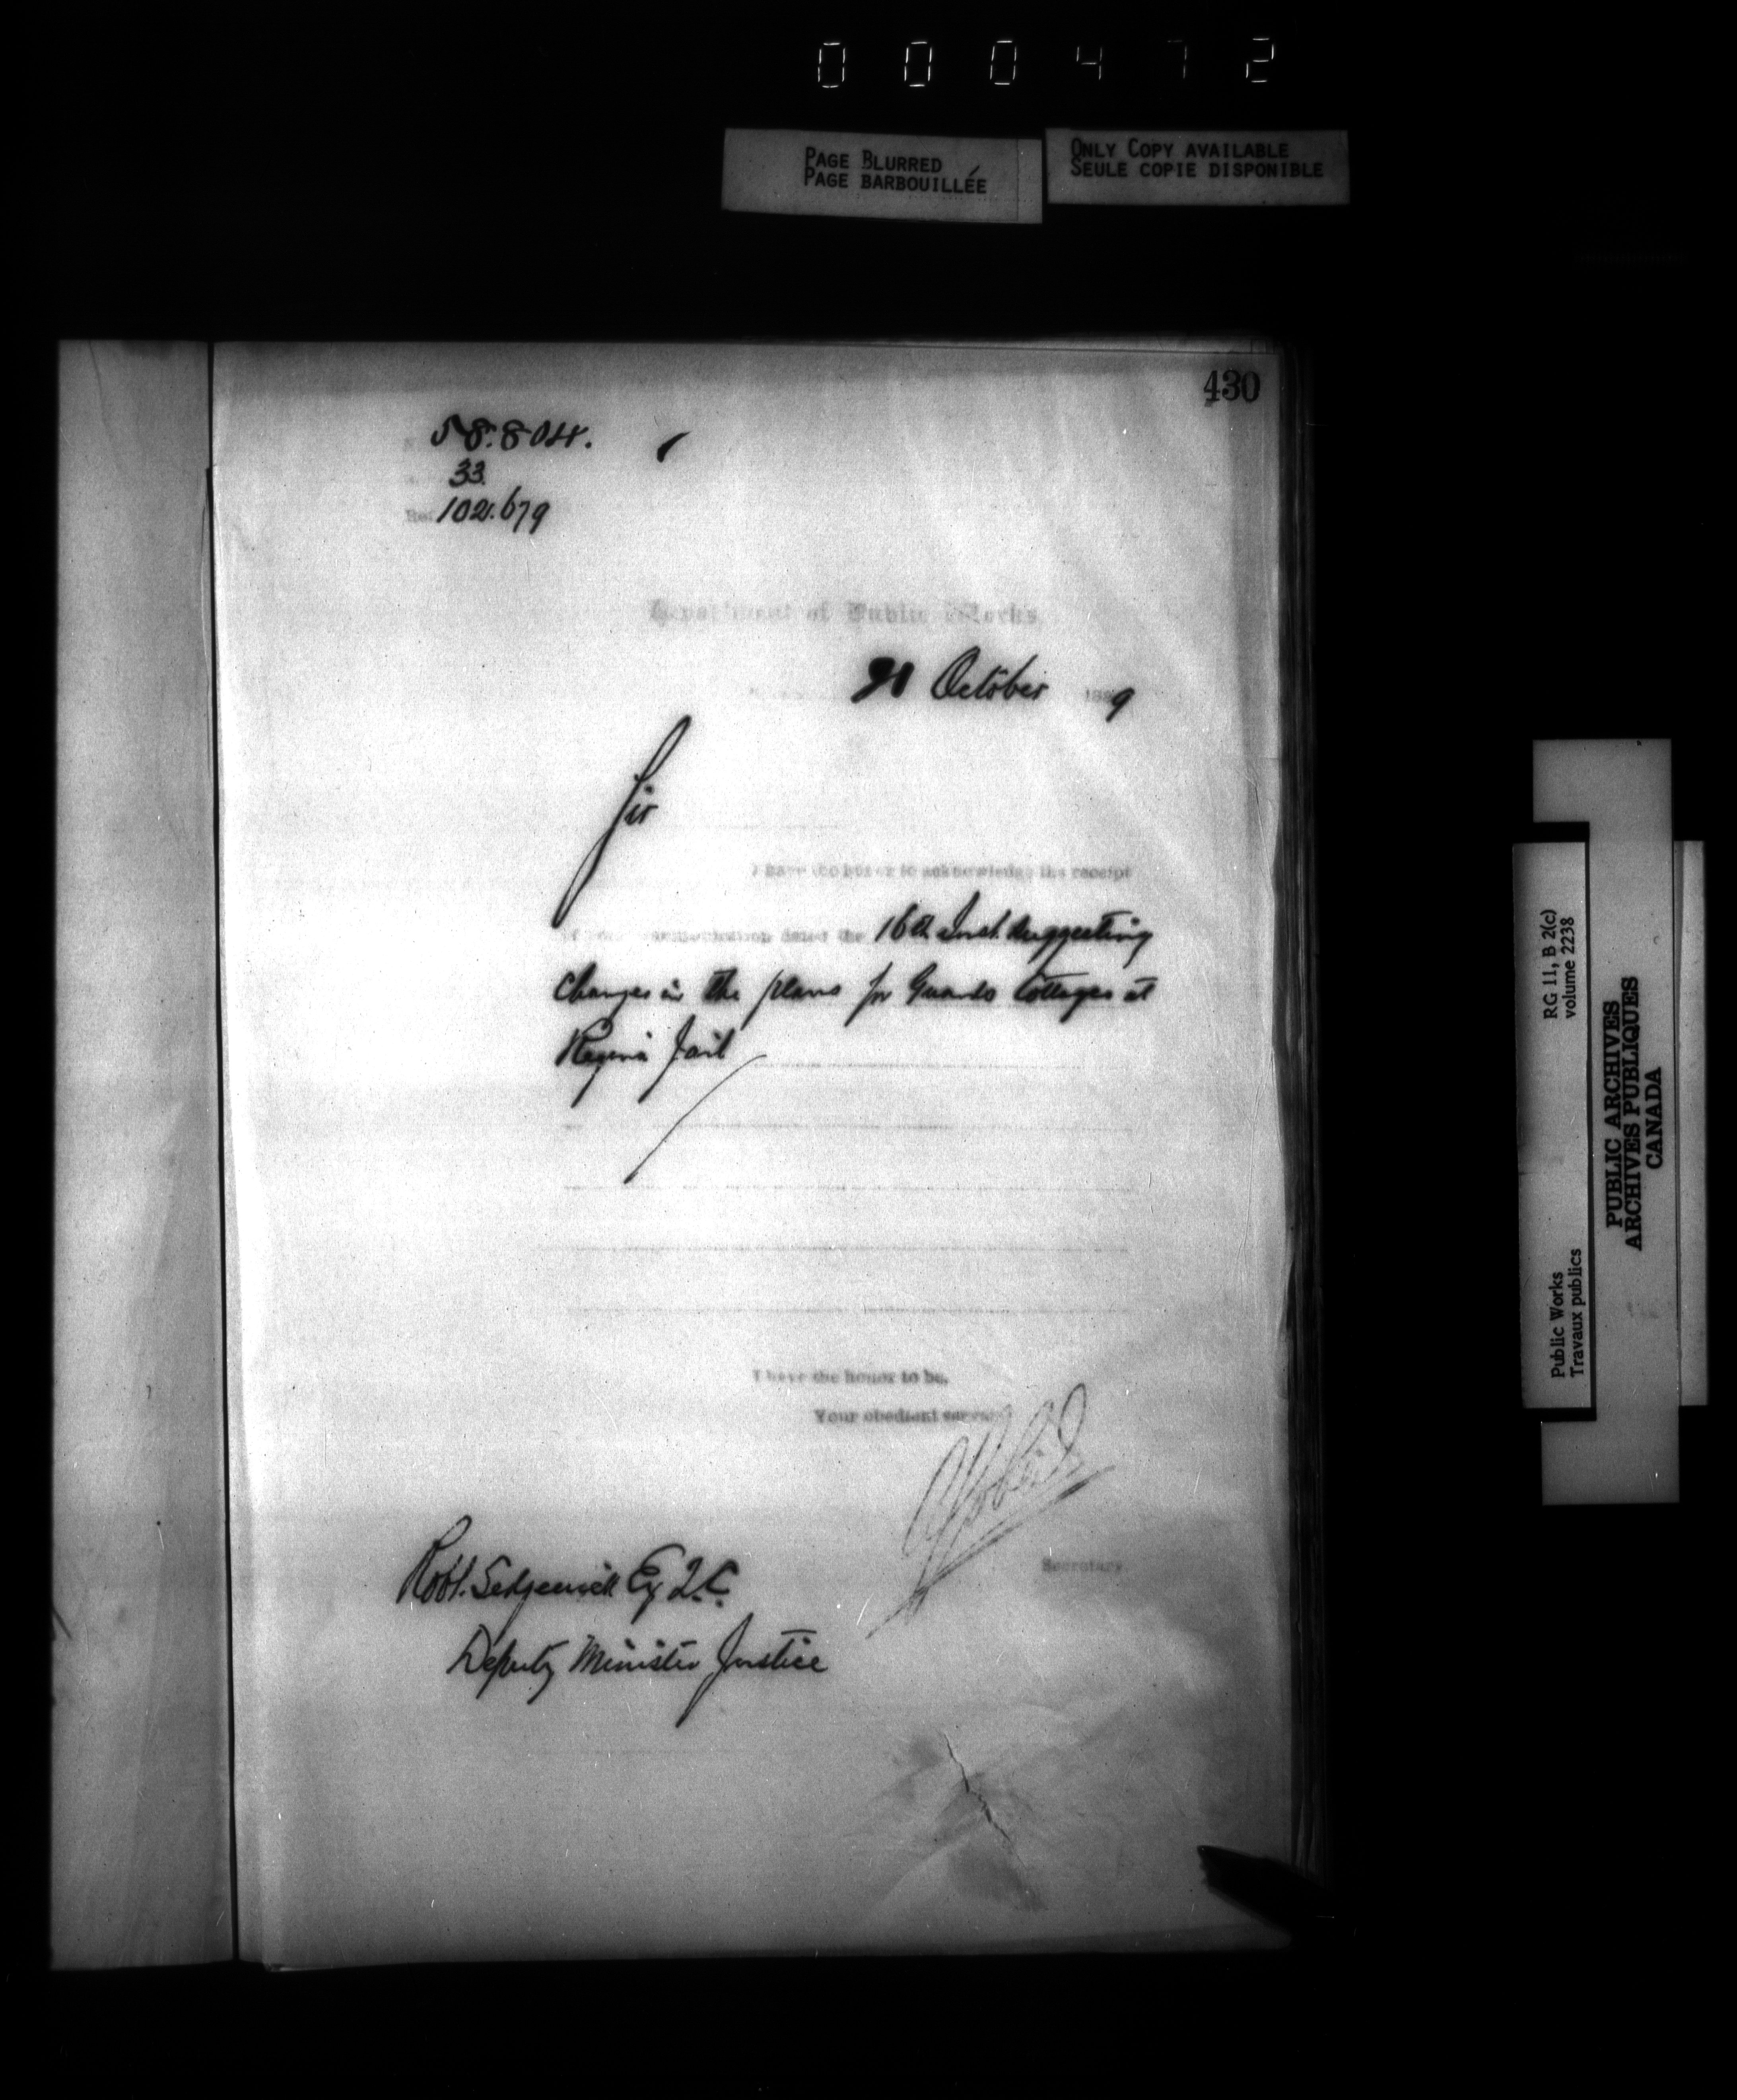 000472
PAGE BLURRED
PAGE BARBOUILLÉE
ONLY COPY AVAILABLE
SEULE COPIE DISPONIBLE
430
58.804.
33.
Ref 102.679
Department of Public Works
21 October 1889
Sir
I have the honor to acknowledge the receipt
of your communication dated the 16th Inst. suggesting
changes in the plans for Guards Cottages at
Regina Jail
I have the honor to be,
Your obedient servant
Secretary
Robt. Sedgewick Esq Q.C.
Deputy Minister Justice
Public Works
Travaux publics
RG 11, B 2(c)
volume 2238
PUBLIC ARCHIVES
ARCHIVES PUBLIQUES
CANADA